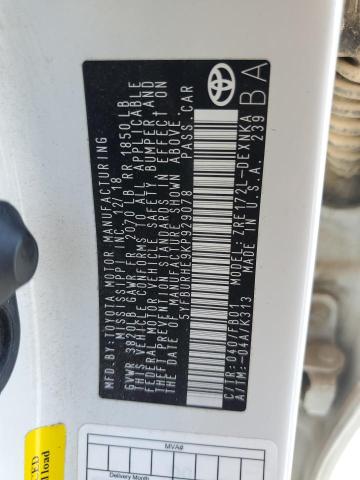 MFD.BY:TOYOTA MOTOR MANUFACTURING
MISSISSIPPI INC. 12/18
GVWR 3820LB GAWR FR 2070 LB RR 1850LB
THIS VEHICLE CONFORMS TO ALL APPLICABLE
FEDERAL MOTOR VEHICLE SAFETY, BUMPER, AND
THEFT PREVENTION STANDARDS IN EFFECT ON
THE DATE OF MANUFACTURE SHOWN ABOVE.
5YFBURHE9KP929078 PASS.CAR
C/TR:040/FB01 MODEL:ZRE172L-DEXNKA
A/TM:-04A/K313 MADE IN U.S.A. 239
BA
TOYOTA
MVA#
Delivery Month
load